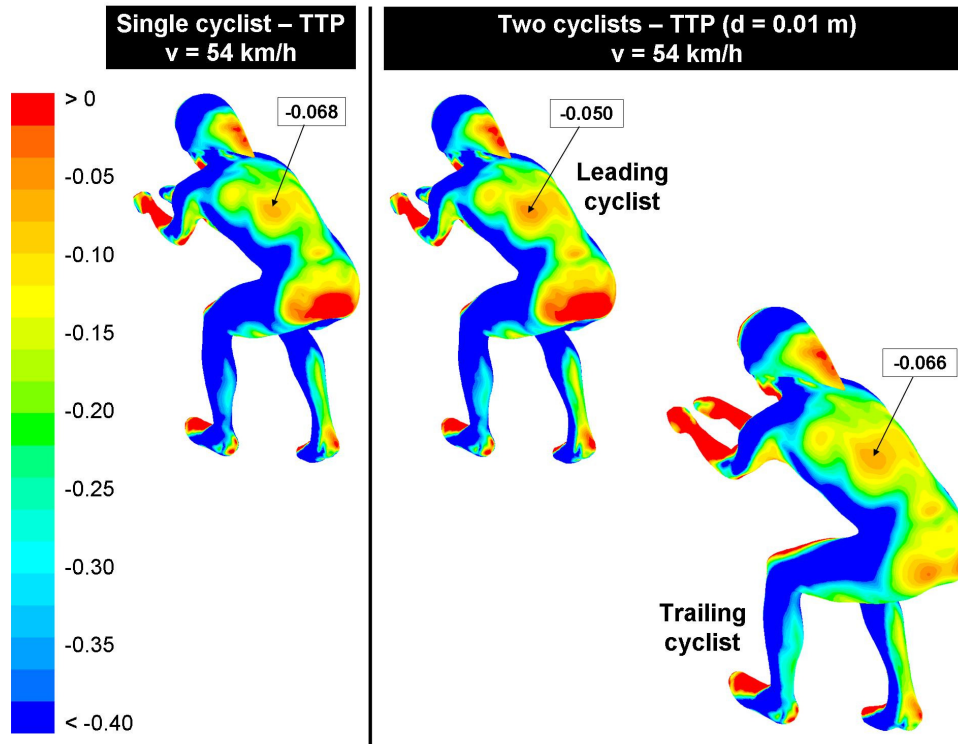 Single cyclist – TTP
v = 54 km/h
Two cyclists – TTP (d = 0.01 m)
v = 54 km/h
> 0
-0.05
-0.10
-0.15
-0.20
-0.25
-0.30
-0.35
< -0.40
-0.068
-0.050
Leading
cyclist
-0.066
Trailing
cyclist